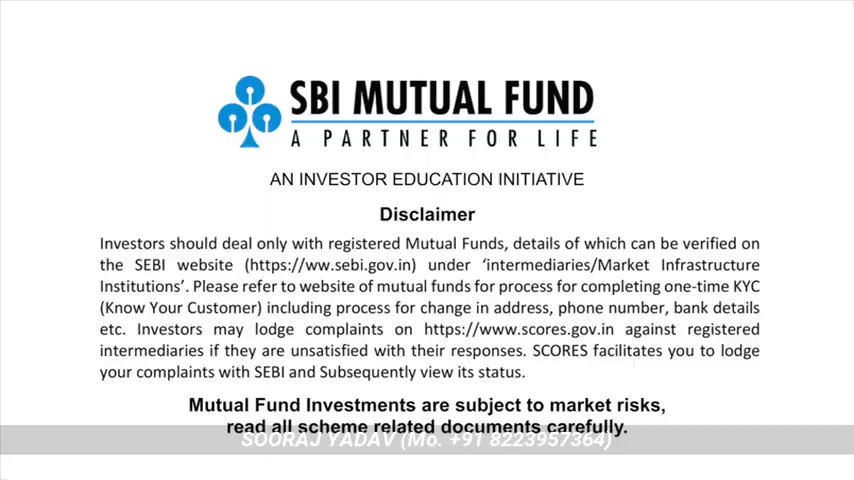 SBI MUTUAL FUND
A PARTNER FOR LIFE
AN INVESTOR EDUCATION INITIATIVE
Disclaimer
Investors should deal only with registered Mutual Funds, details of which can be verified on
the SEBI website (https://ww.sebi.gov.in) under ‘intermediaries/Market Infrastructure
Institutions’. Please refer to website of mutual funds for process for completing one-time KYC
(Know Your Customer) including process for change in address, phone number, bank details
etc. Investors may lodge complaints on https://www.scores.gov.in against registered
intermediaries if they are unsatisfied with their responses. SCORES facilitates you to lodge
your complaints with SEBI and Subsequently view its status.
Mutual Fund Investments are subject to market risks,
read all scheme related documents carefully.
SOORAJ YADAV (Mo. +91 8223957364)